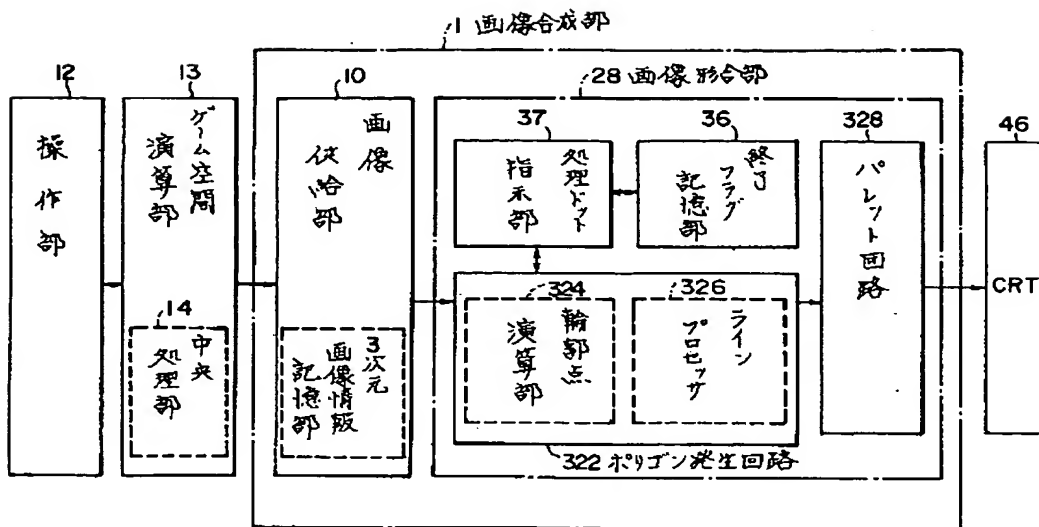 1 画像合成部
12
操作部
13
ゲーム空間
演算部
14
中央
処理部
10
画像
供給部
3次元
画像情報
記憶部
28 画像形合部
37
処理ドット
指示部
36
終了
フラグ
記憶部
324
輪郭点
演算部
326
ライン
プロセッサ
322 ポリゴン発生回路
328
パレット回路
46
CRT